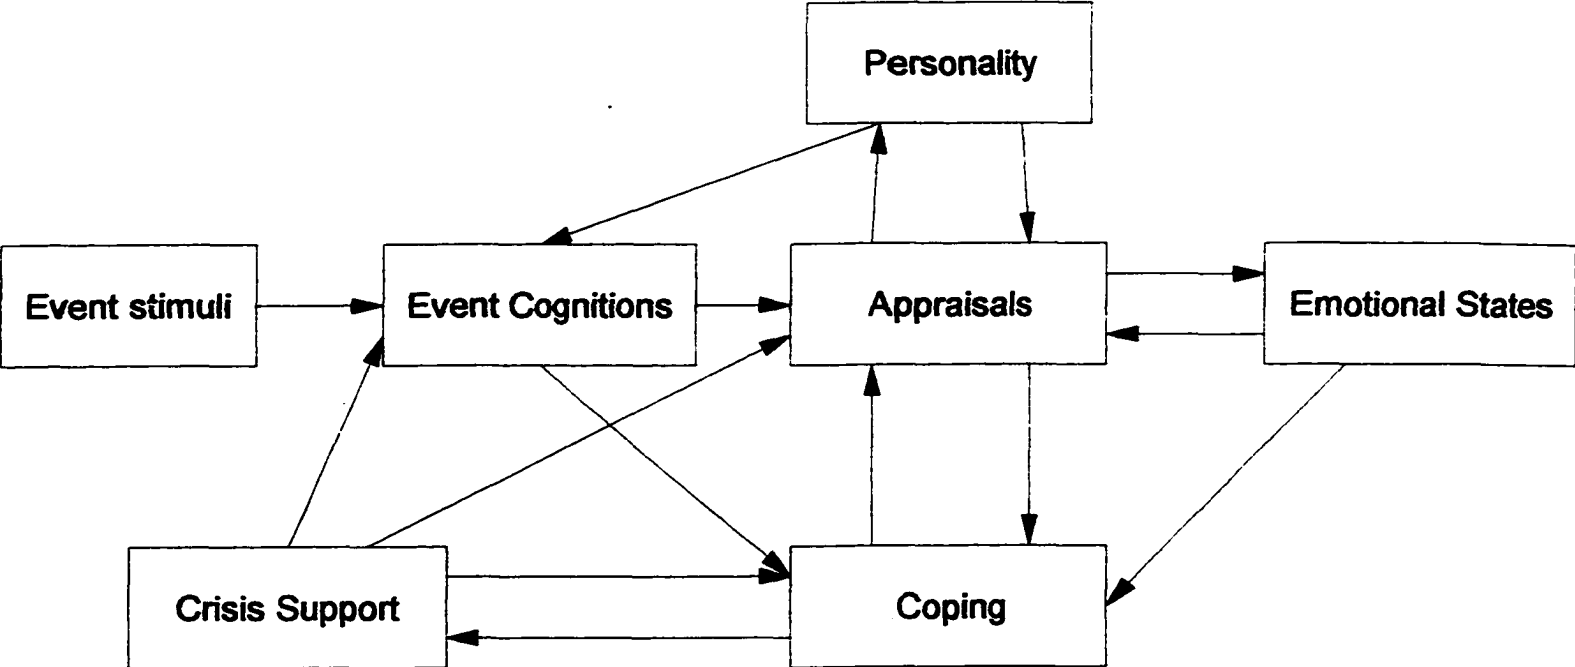 Personality
Event stimuli
Event Cognitions
Appraisals
Emotional States
Crisis Support
Coping